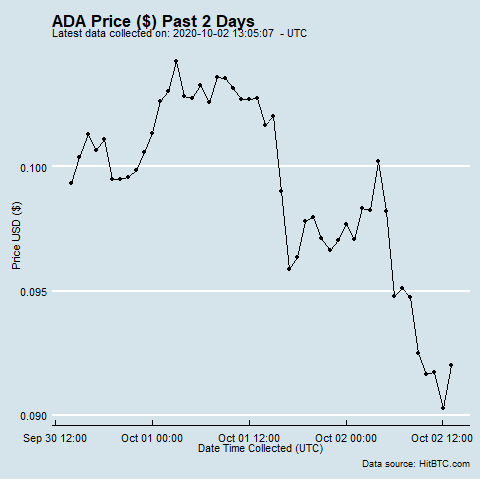 ADA Price ($) Past 2 Days
Latest data collected on: 2020-10-02 13:05:07  - UTC
Price USD ($)
0.100
0.095
0.090
Sep 30 12:00 Oct 01 00:00 Oct 01 12:00 Oct 02 00:00 Oct 02 12:00
Date Time Collected (UTC)
Data source: HitBTC.com